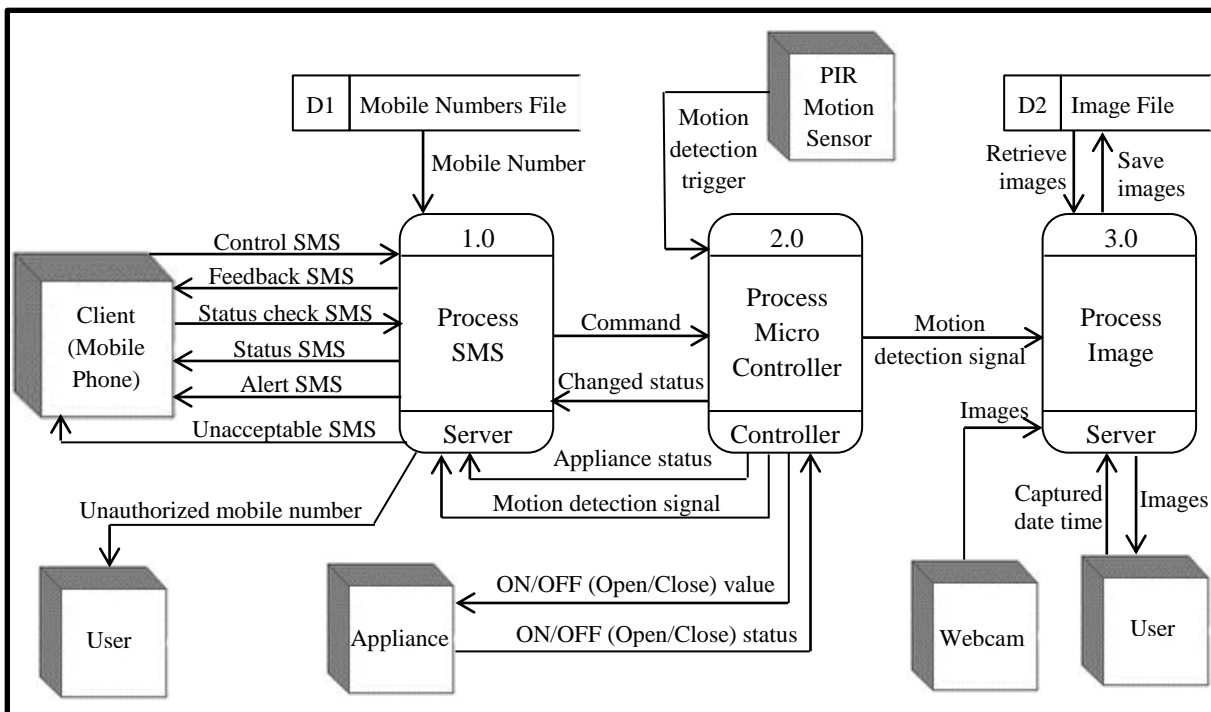 D1 Mobile Numbers File
PIR
Motion
Sensor
D2 Image File
Motion
detection
trigger
Mobile Number
Retrieve
images
Save
images
1.0
2.0
3.0
Control SMS
Feedback SMS
Status check SMS
Status SMS
Alert SMS
Unacceptable SMS
Client
(Mobile
Phone)
Process
SMS
Server
Command
Changed status
Process
Micro
Controller
Controller
Motion
detection signal
Process
Image
Server
Images
Appliance status
Motion detection signal
Unauthorized mobile number
Captured
date time
Images
ON/OFF (Open/Close) value
ON/OFF (Open/Close) status
User
Appliance
Webcam
User